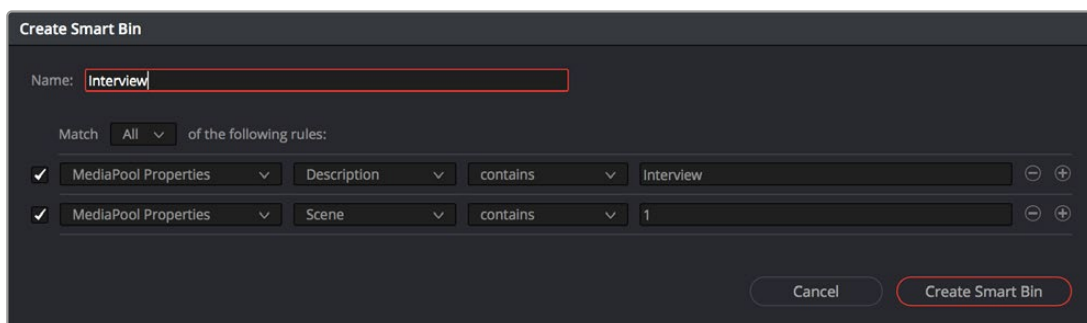 Create Smart Bin
Name: Interview
Match All of the following rules:
MediaPool Properties Description contains Interview
MediaPool Properties Scene contains 1
Cancel Create Smart Bin